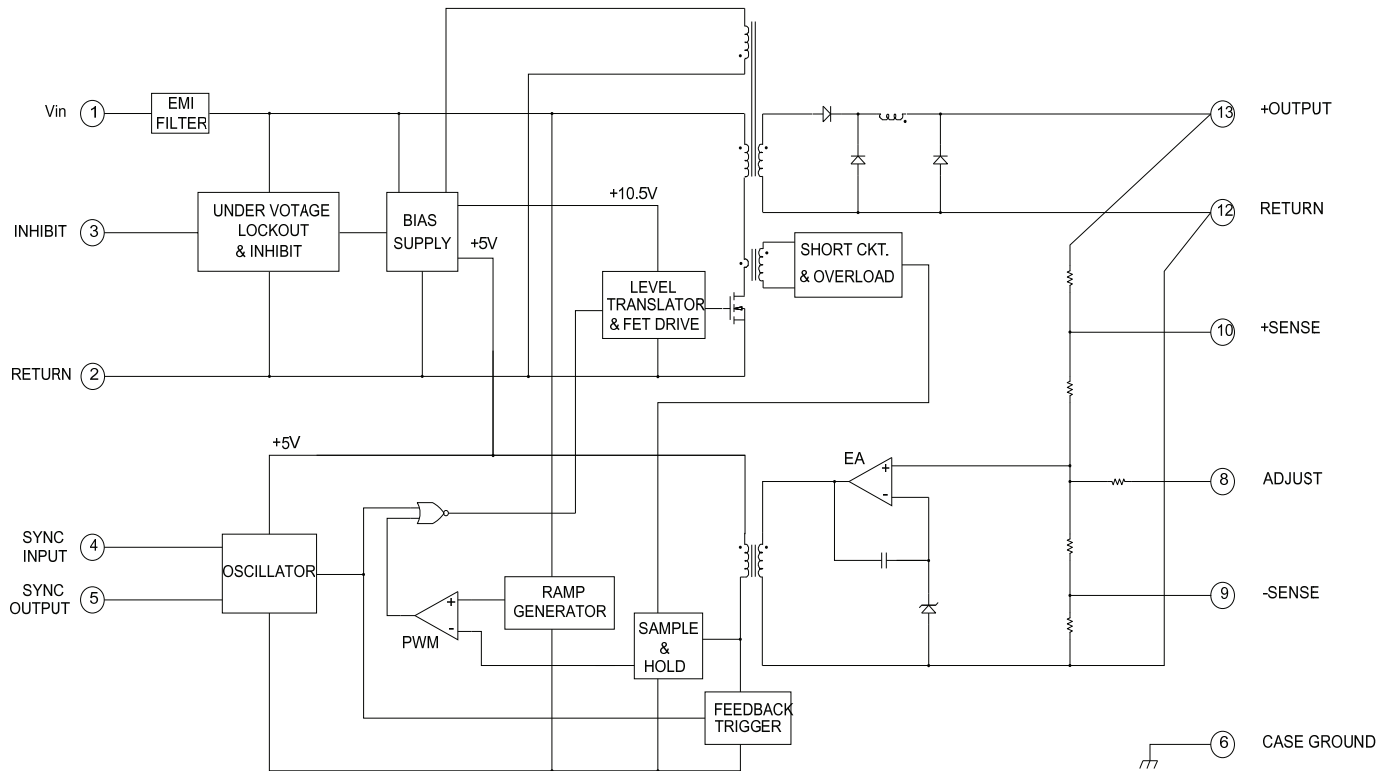 Vin
1
EMI
FILTER
13
+OUTPUT
INHIBIT
3
UNDER VOTAGE
LOCKOUT
& INHIBIT
BIAS
SUPPLY
+10.5V
+5V
12
RETURN
SHORT CKT.
& OVERLOAD
LEVEL
TRANSLATOR
& FET DRIVE
10
+SENSE
RETURN
2
+5V
EA
+
-
8
ADJUST
SYNC
INPUT
4
SYNC
OUTPUT
5
OSCILLATOR
+
-
PWM
RAMP
GENERATOR
SAMPLE
&
HOLD
9
-SENSE
FEEDBACK
TRIGGER
6
CASE GROUND